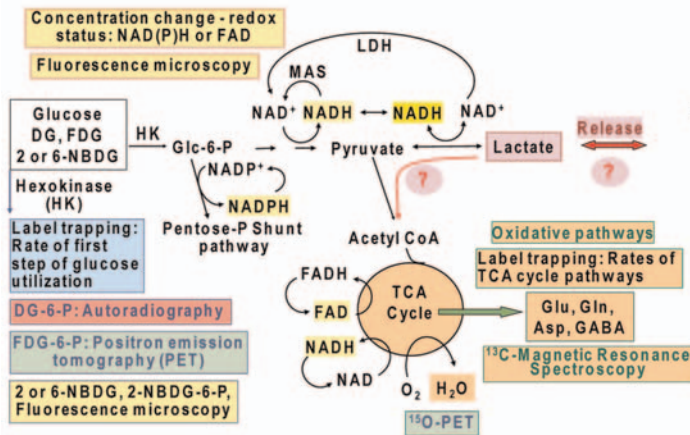 Concentration change - redox
status: NAD(P)H or FAD
Fluorescence microscopy
LDH
MAS
NAD⁺
NADH
NADH
NAD⁺
Glucose
DG, FDG
2 or 6-NBDG
HK
Glc-6-P
Pyruvate
Lactate
Release
?
?
NADP⁺
NADPH
Pentose-P Shunt
pathway
Hexokinase
(HK)
Label trapping:
Rate of first
step of glucose
utilization
DG-6-P: Autoradiography
FDG-6-P: Positron emission
tomography (PET)
2 or 6-NBDG, 2-NBDG-6-P,
Fluorescence microscopy
Acetyl CoA
FADH
FAD
NADH
NAD
TCA
Cycle
O₂
H₂O
¹⁵O-PET
Oxidative pathways
Label trapping: Rates of
TCA cycle pathways
Glu, Gln,
Asp, GABA
¹³C-Magnetic Resonance
Spectroscopy